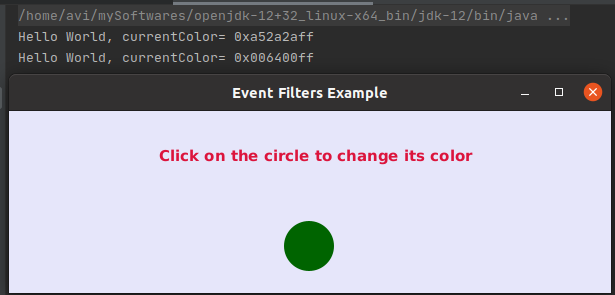 /home/avi/mySoftwares/openjdk-12+32_linux-x64_bin/jdk-12/bin/java ...
Hello World, currentColor= 0xa52a2aff
Hello World, currentColor= 0x006400ff
Event Filters Example
Click on the circle to change its color